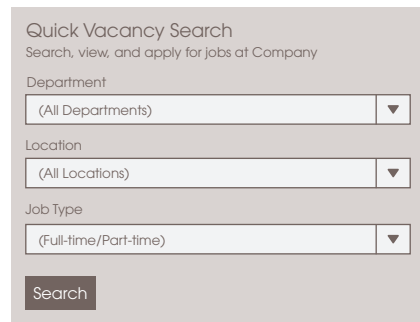 Quick Vacancy Search
Search, view, and apply for jobs at Company
Department
(All Departments)
Location
(All Locations)
Job Type
(Full-time/Part-time)
Search